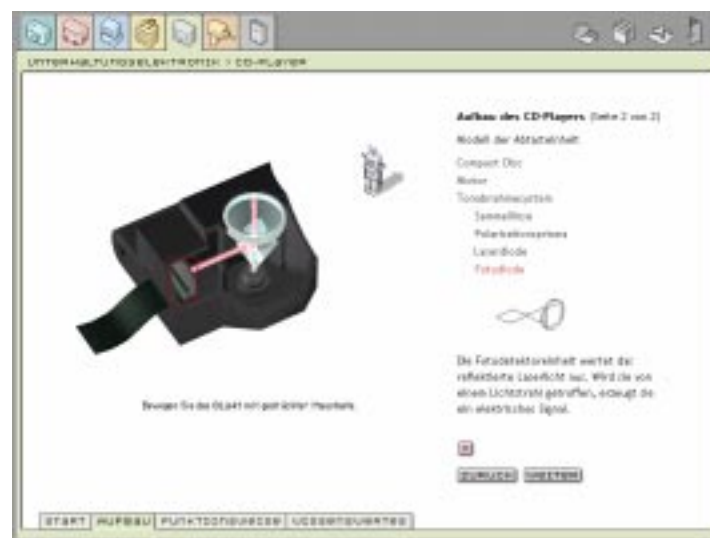 UNTERHALTUNGSELEKTRONIK > CD-PLAYER
Aufbau des CD-Players (Seite 2 von 2)
Modell der Abtasteinheit
Compact Disc
Motor
Tonabnehmersystem
Sammellinse
Polarisationsprisma
Laserdiode
Fotodiode
Die Fotodetektoreinheit wertet das
reflektierte Laserlicht aus. Wird sie von
einem Lichtstrahl getroffen, erzeugt sie
ein elektrisches Signal.
Bewegen Sie das Objekt mit gedrückter Maustaste.
ZURÜCK WEITER
START AUFBAU FUNKTIONSWEISE WISSENSWERTES